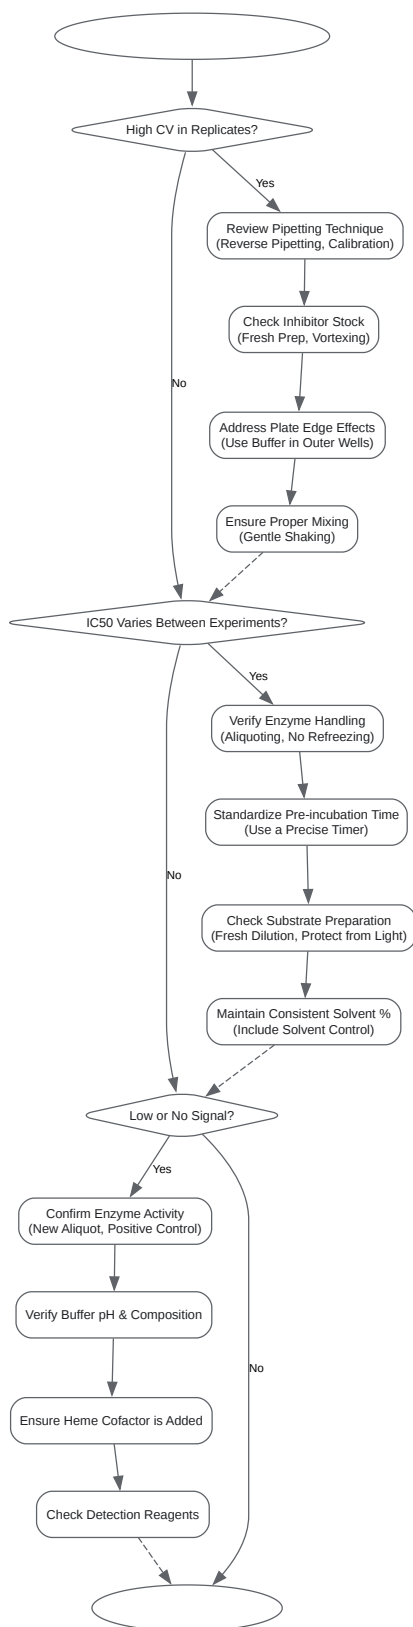 High CV in Replicates?
Yes
Review Pipetting Technique
(Reverse Pipetting, Calibration)
Check Inhibitor Stock
(Fresh Prep, Vortexing)
No
Address Plate Edge Effects
(Use Buffer in Outer Wells)
Ensure Proper Mixing
(Gentle Shaking)
IC50 Varies Between Experiments?
Yes
Verify Enzyme Handling
(Aliquoting, No Refreezing)
Standardize Pre-incubation Time
(Use a Precise Timer)
No
Check Substrate Preparation
(Fresh Dilution, Protect from Light)
Maintain Consistent Solvent %
(Include Solvent Control)
Low or No Signal?
Yes
Confirm Enzyme Activity
(New Aliquot, Positive Control)
Verify Buffer pH & Composition
No
Ensure Heme Cofactor is Added
Check Detection Reagents